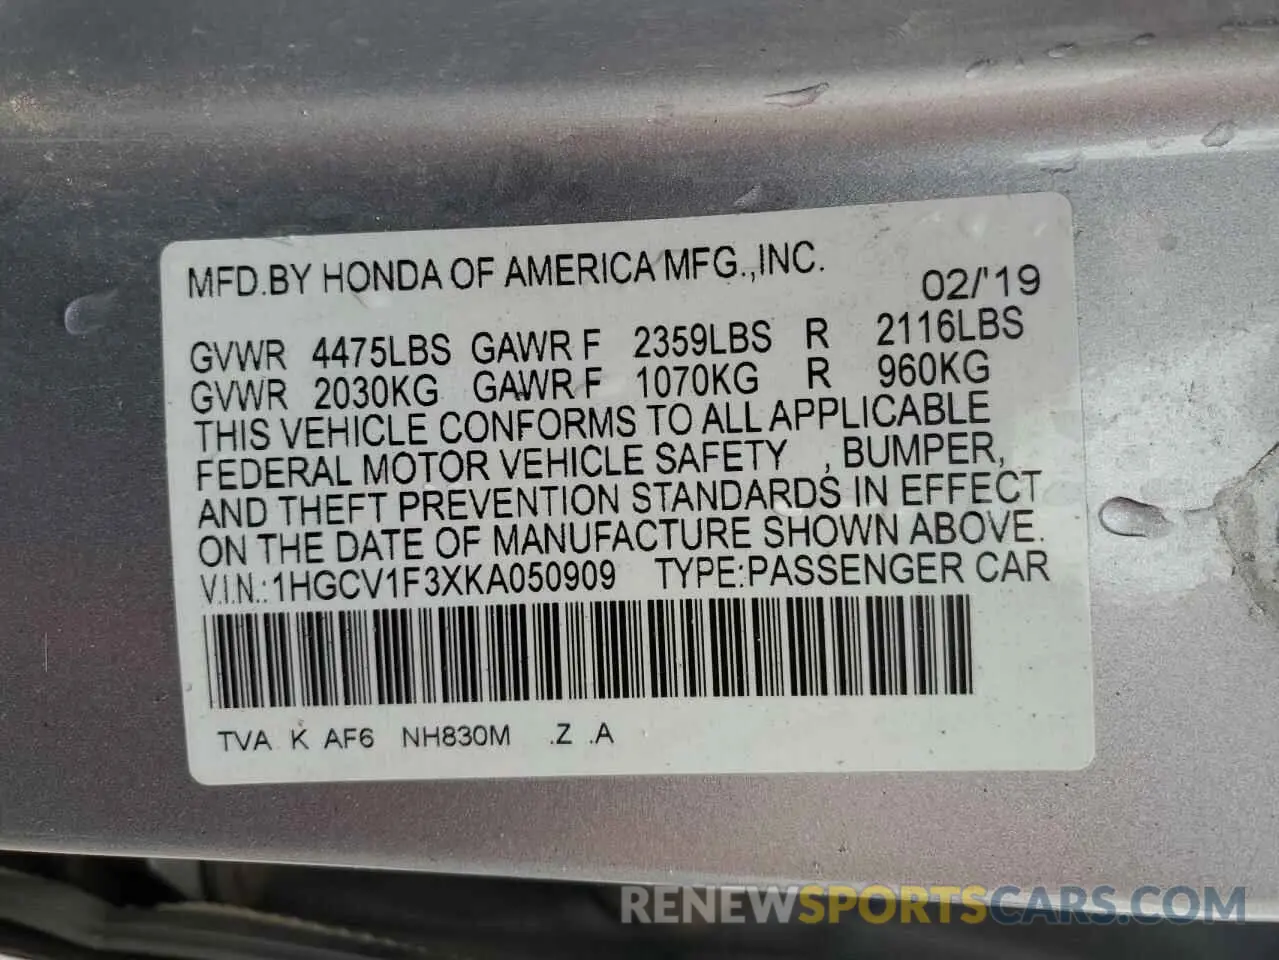 MFD.BY HONDA OF AMERICA MFG.,INC.
02/'19
GVWR 4475LBS GAWR F 2359LBS R 2116LBS
GVWR 2030KG GAWR F 1070KG R 960KG
THIS VEHICLE CONFORMS TO ALL APPLICABLE
FEDERAL MOTOR VEHICLE SAFETY , BUMPER,
AND THEFT PREVENTION STANDARDS IN EFFECT
ON THE DATE OF MANUFACTURE SHOWN ABOVE.
V.I.N.:1HGCV1F3XKA050909 TYPE:PASSENGER CAR
TVA K AF6 NH830M .Z .A
RENEWSPORTSCARS.COM